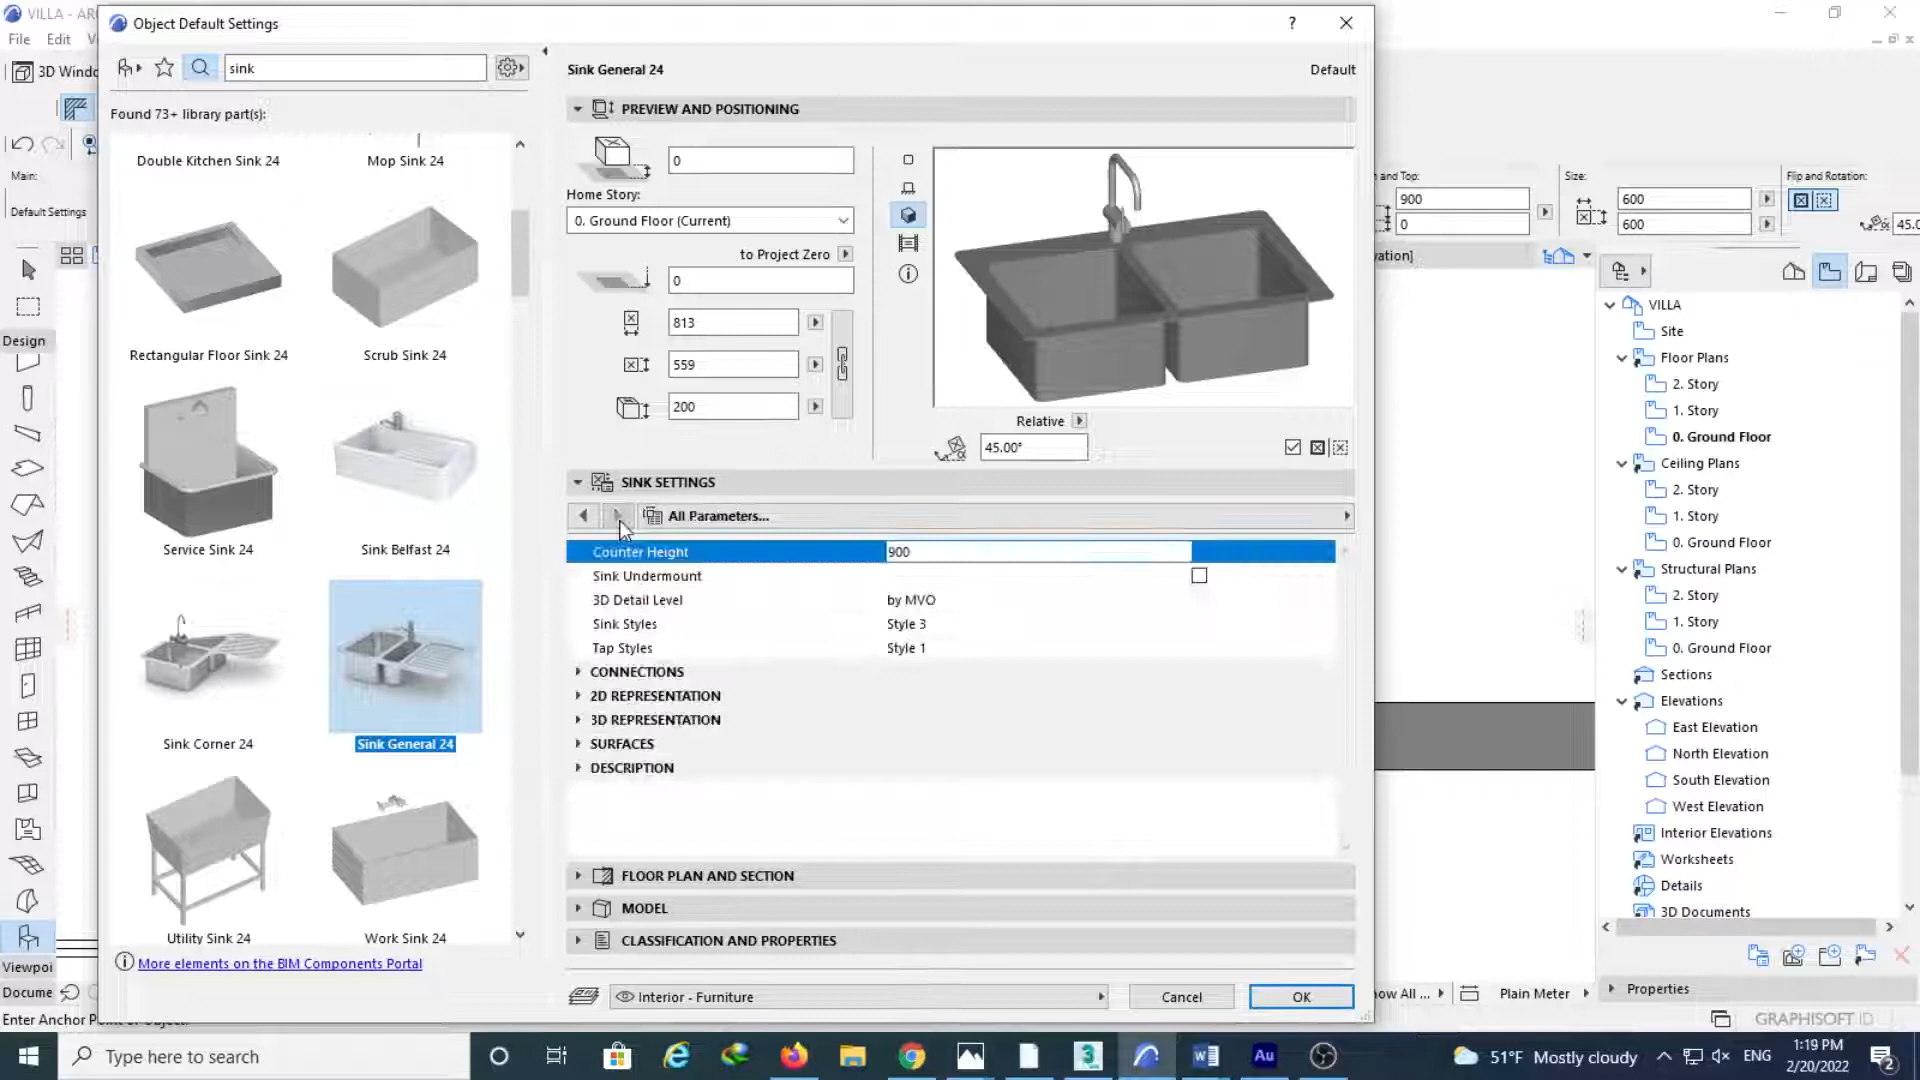 VILLA - AR
Object Default Settings
?
File
Edit
3D Windo
sink
Sink General 24
Default
Found 73+ library part(s):
PREVIEW AND POSITIONING
Double Kitchen Sink 24
Mop Sink 24
0
Main:
and Top:
Size:
Flip and Rotation:
Home Story:
900
600
Default Settings
0. Ground Floor (Current)
0
600
45.0
to Project Zero
vation]
0
VILLA
813
Site
Design
Rectangular Floor Sink 24
Scrub Sink 24
559
Floor Plans
2. Story
200
1. Story
Relative
0. Ground Floor
45.00°
Ceiling Plans
SINK SETTINGS
2. Story
All Parameters...
1. Story
Service Sink 24
Sink Belfast 24
Counter Height
900
0. Ground Floor
Sink Undermount
Structural Plans
3D Detail Level
by MVO
2. Story
Sink Styles
Style 3
1. Story
Tap Styles
Style 1
0. Ground Floor
CONNECTIONS
Sections
2D REPRESENTATION
Elevations
3D REPRESENTATION
East Elevation
Sink Corner 24
Sink General 24
SURFACES
North Elevation
DESCRIPTION
South Elevation
West Elevation
Interior Elevations
FLOOR PLAN AND SECTION
Worksheets
MODEL
Details
Utility Sink 24
Work Sink 24
CLASSIFICATION AND PROPERTIES
3D Documents
More elements on the BIM Components Portal
Viewpoi
Docume
Interior - Furniture
Cancel
OK
ow All ...
Plain Meter
Properties
Enter Anchor Point of Object.
GRAPHISOFT ID
Type here to search
3
Au
51°F Mostly cloudy
ENG
1:19 PM
2/20/2022
2